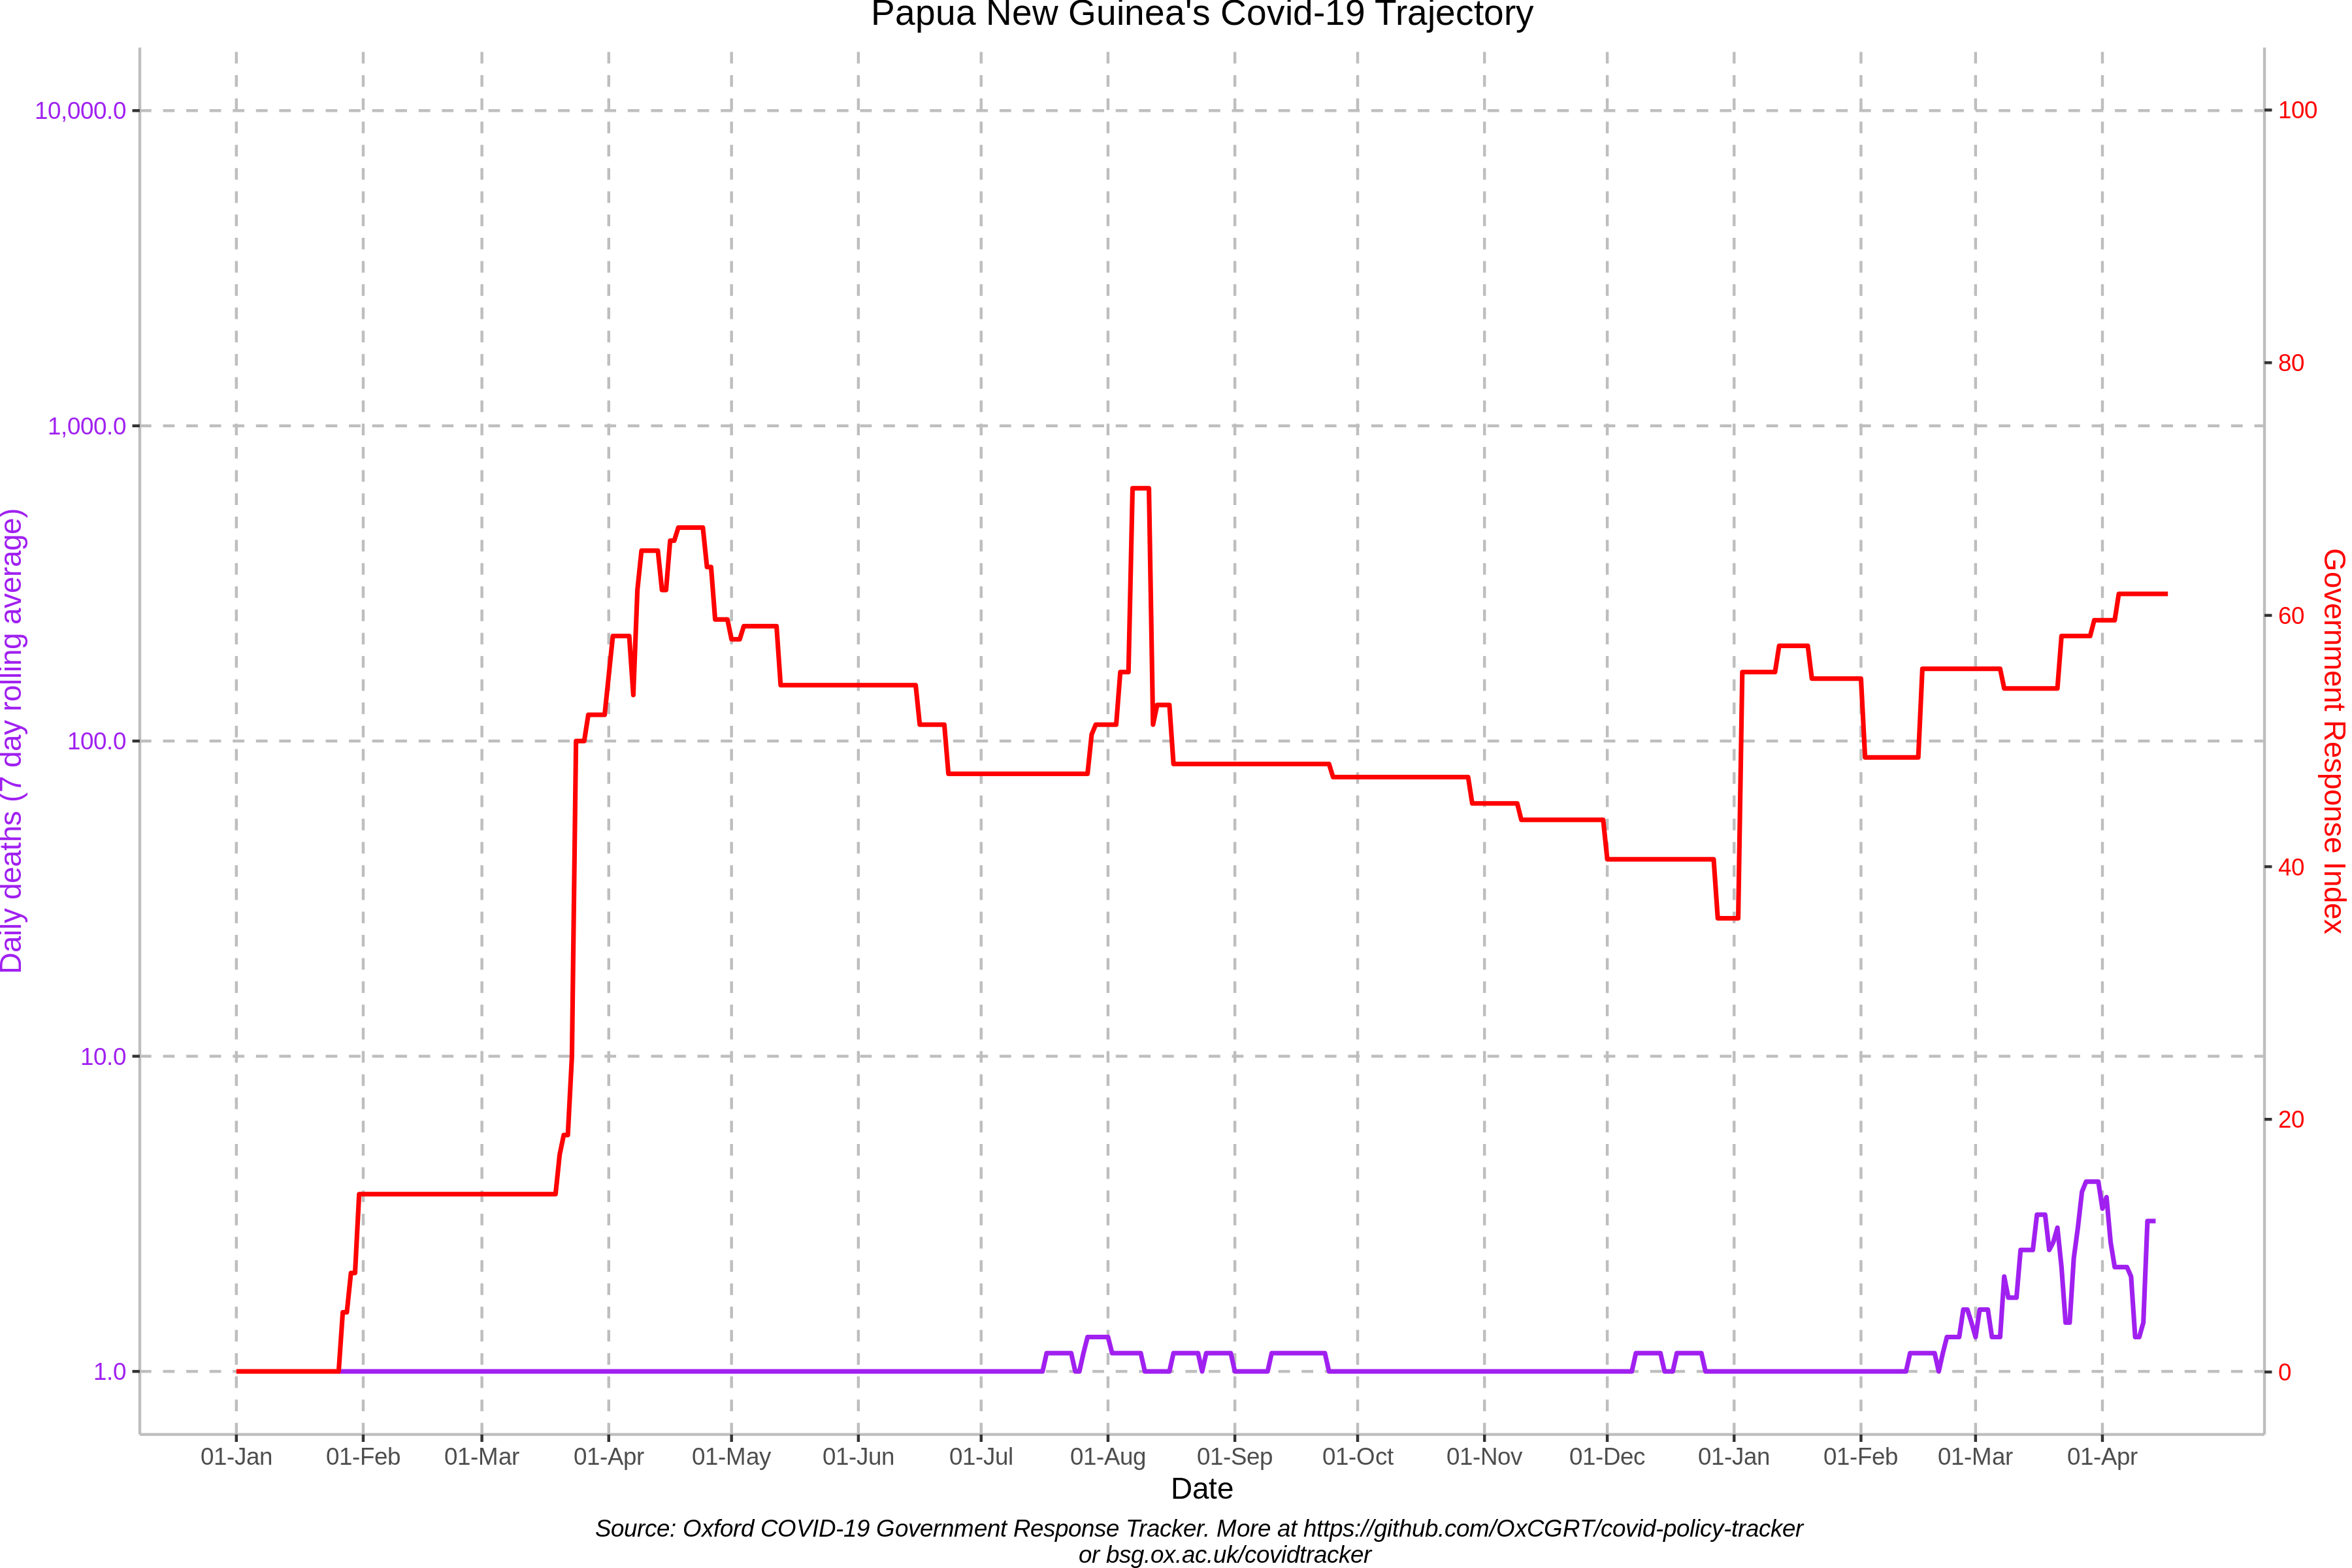 Papua New Guinea's Covid-19 Trajectory
10,000.0
1,000.0
100.0
10.0
1.0
Daily deaths (7 day rolling average)
100
80
60
40
20
0
Government Response Index
01-Jan 01-Feb 01-Mar 01-Apr 01-May 01-Jun 01-Jul 01-Aug 01-Sep 01-Oct 01-Nov 01-Dec 01-Jan 01-Feb 01-Mar 01-Apr
Date
Source: Oxford COVID-19 Government Response Tracker. More at https://github.com/OxCGRT/covid-policy-tracker
or bsg.ox.ac.uk/covidtracker